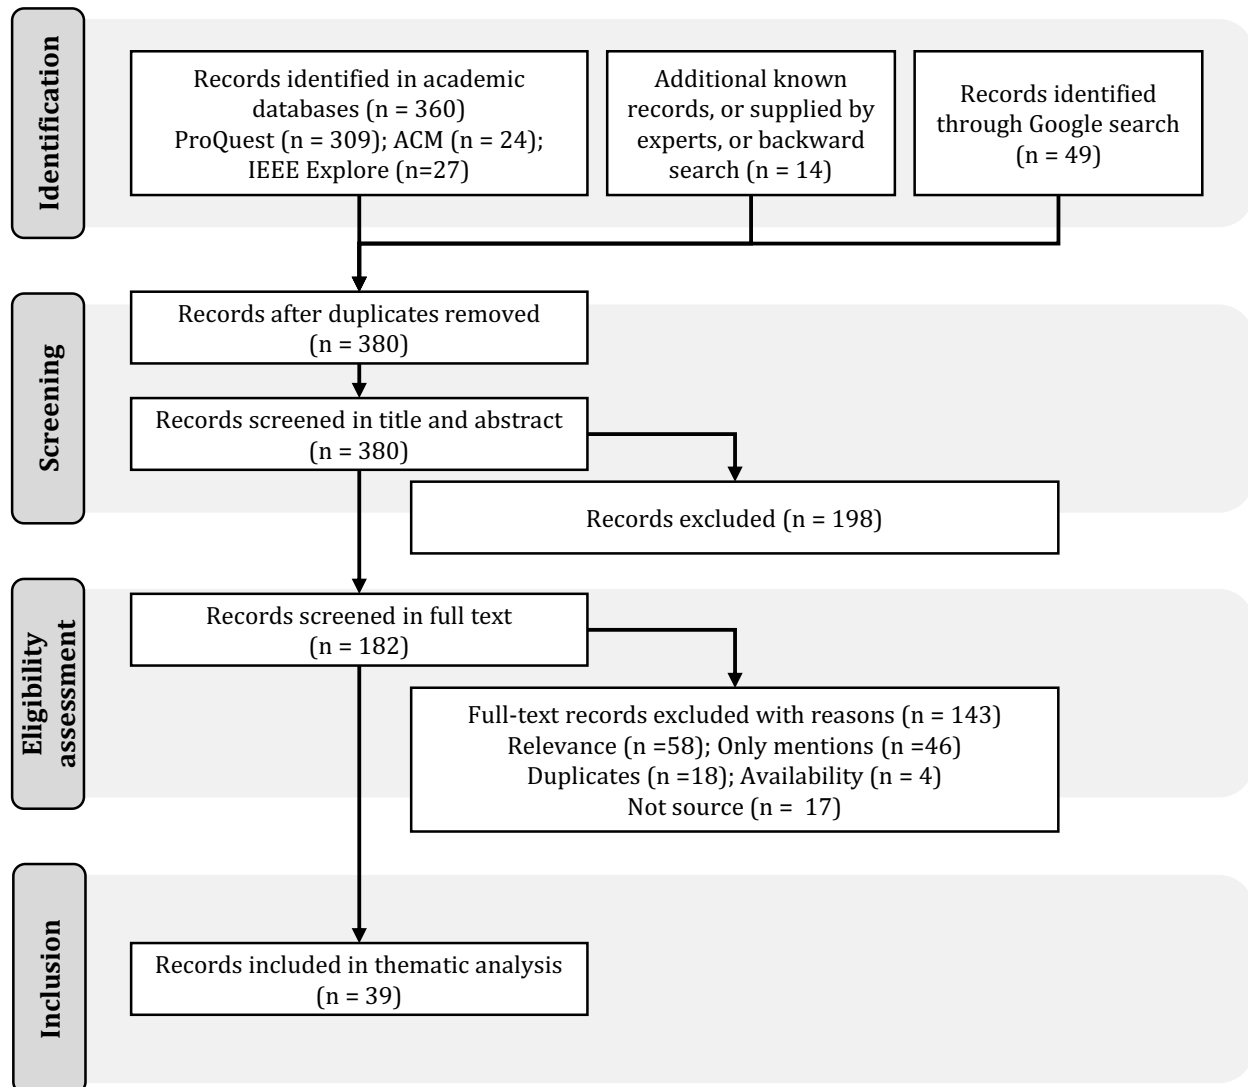 Identification
Records identified in academic
databases (n = 360)
ProQuest (n = 309); ACM (n = 24);
IEEE Explore (n=27)
Additional known
records, or supplied by
experts, or backward
search (n = 14)
Records identified
through Google search
(n = 49)
Screening
Records after duplicates removed
(n = 380)
Records screened in title and abstract
(n = 380)
Records excluded (n = 198)
Eligibility
assessment
Records screened in full text
(n = 182)
Full-text records excluded with reasons (n = 143)
Relevance (n =58); Only mentions (n =46)
Duplicates (n =18); Availability (n = 4)
Not source (n =  17)
Inclusion
Records included in thematic analysis
(n = 39)